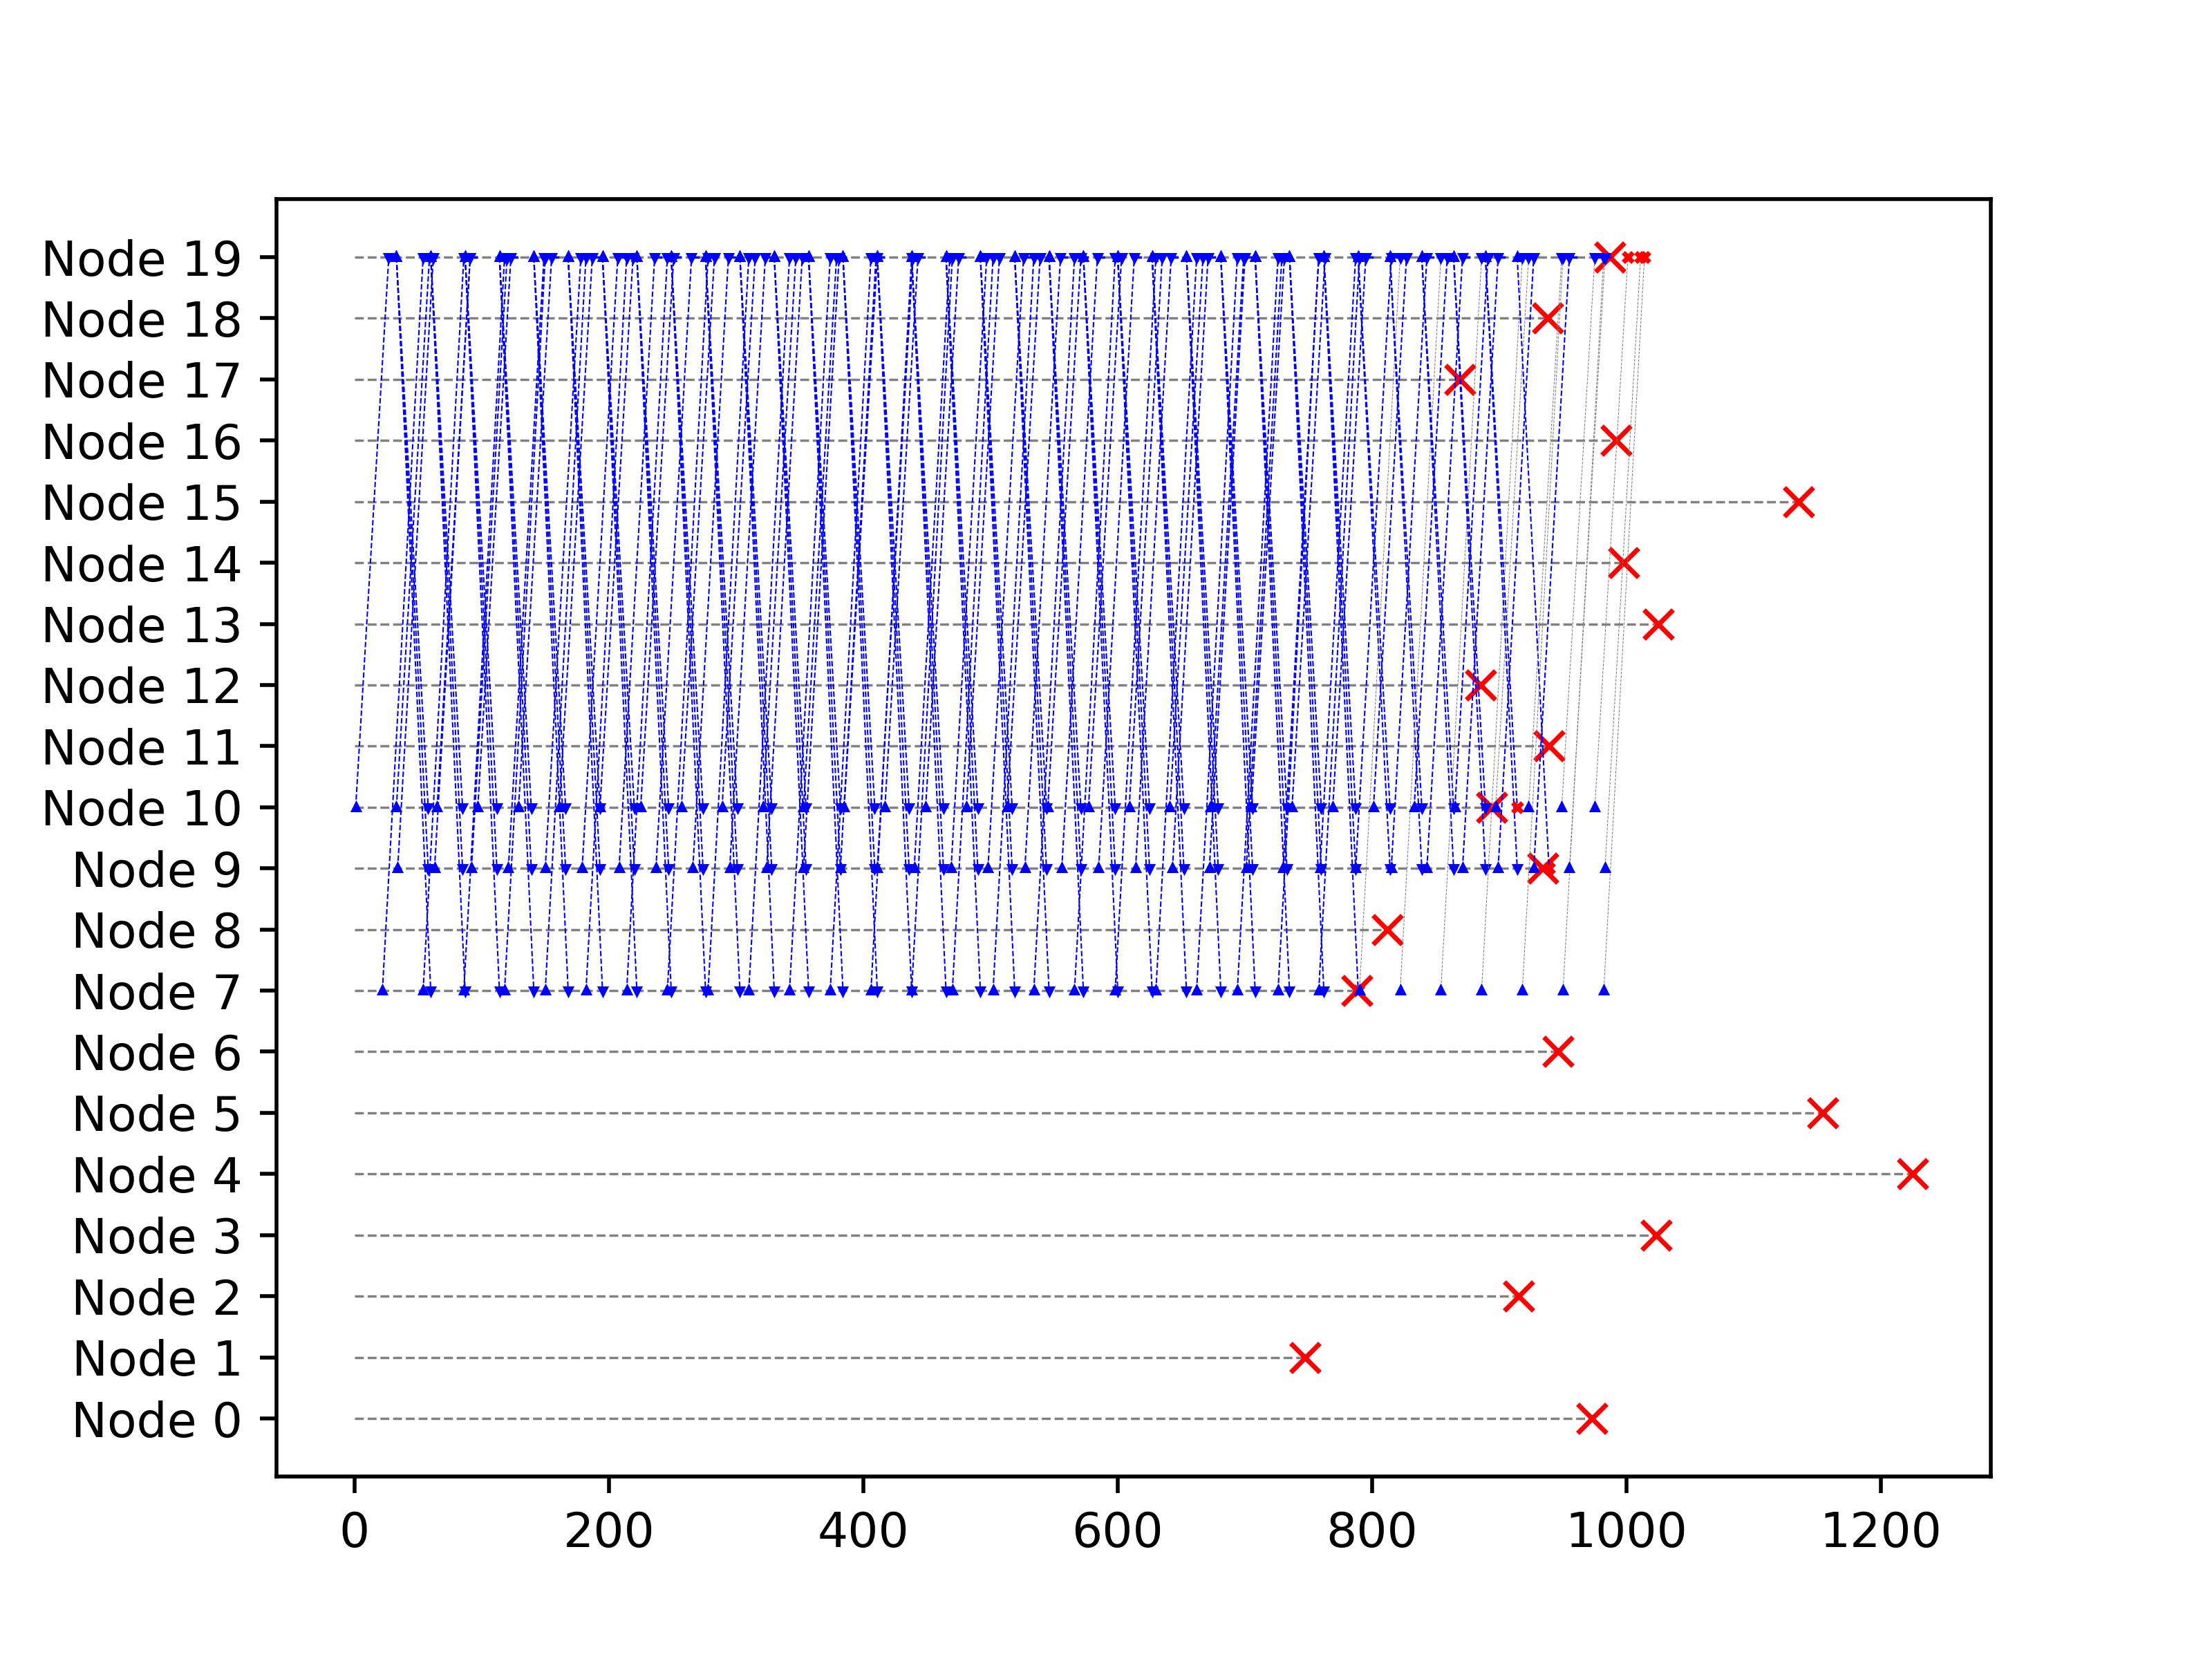 Node 19
Node 18
Node 17
Node 16
Node 15
Node 14
Node 13
Node 12
Node 11
Node 10
Node 9
Node 8
Node 7
Node 6
Node 5
Node 4
Node 3
Node 2
Node 1
Node 0
0 200 400 600 800 1000 1200